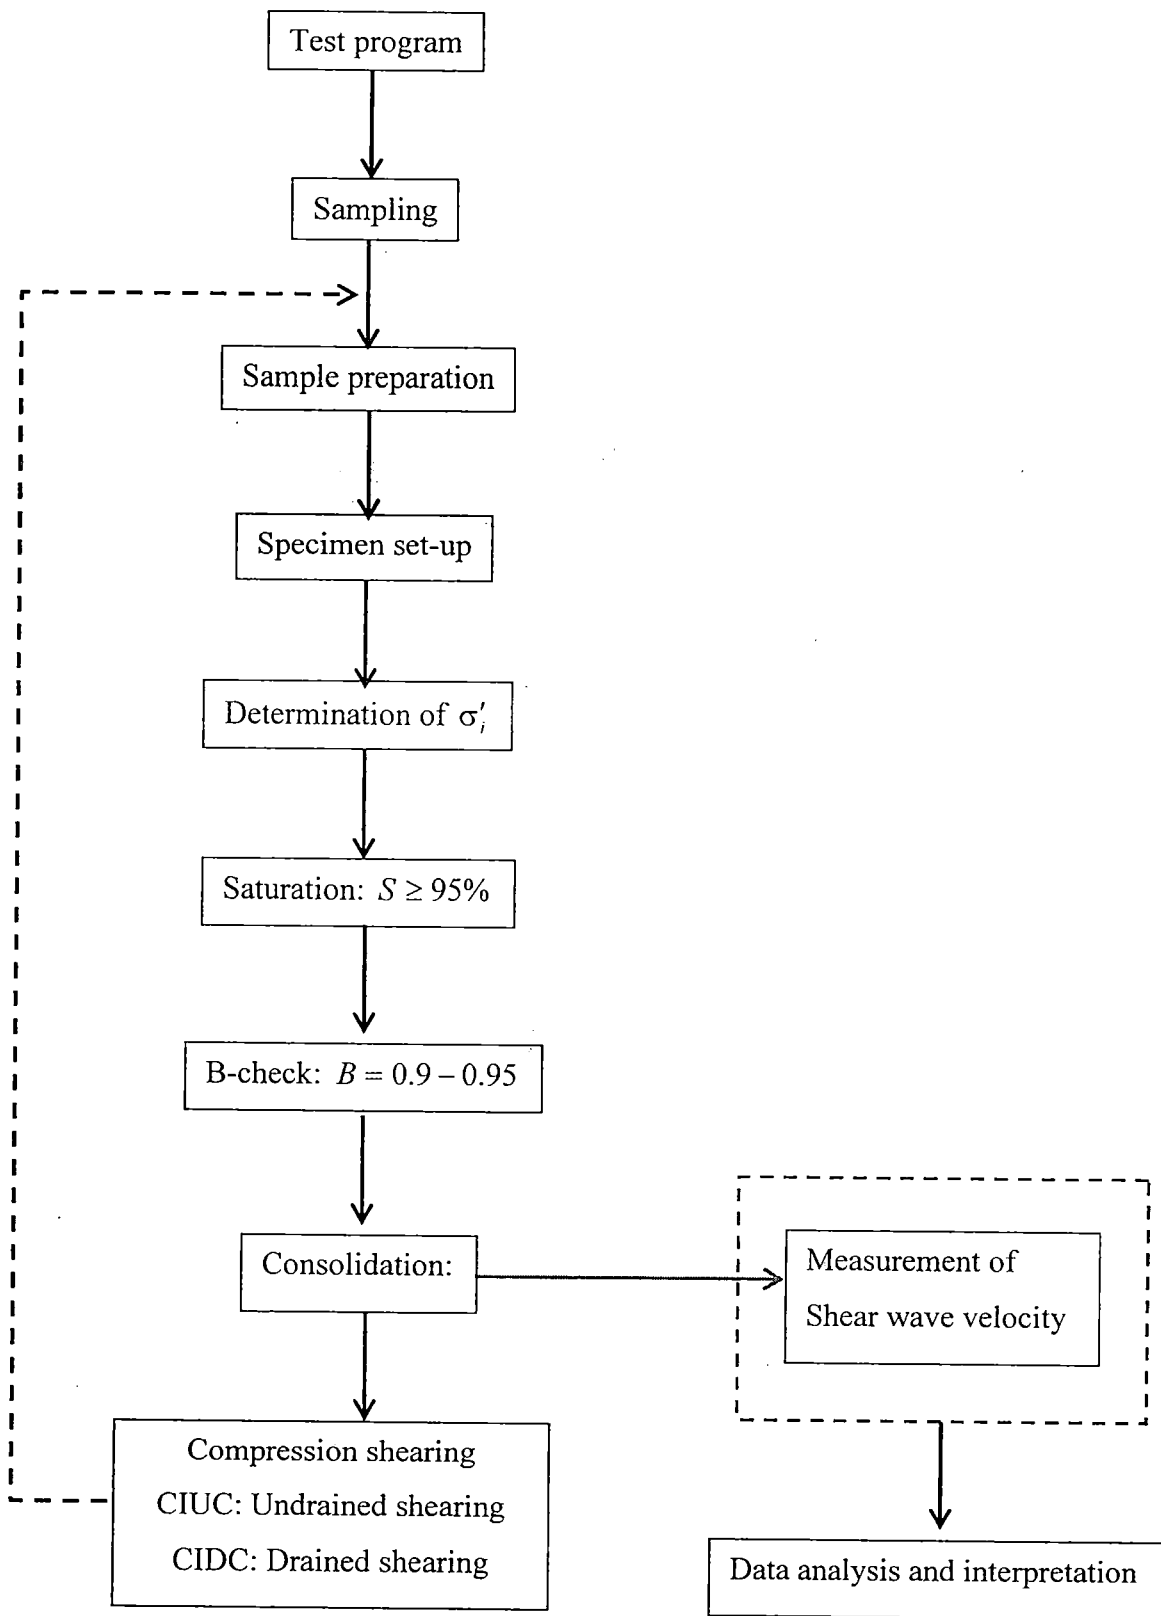 Test program
Sampling
Sample preparation
Specimen set-up
Determination of σ′ᵢ
Saturation: S ≥ 95%
B-check: B = 0.9 – 0.95
Consolidation:
Measurement of
Shear wave velocity
Compression shearing
CIUC: Undrained shearing
CIDC: Drained shearing
Data analysis and interpretation